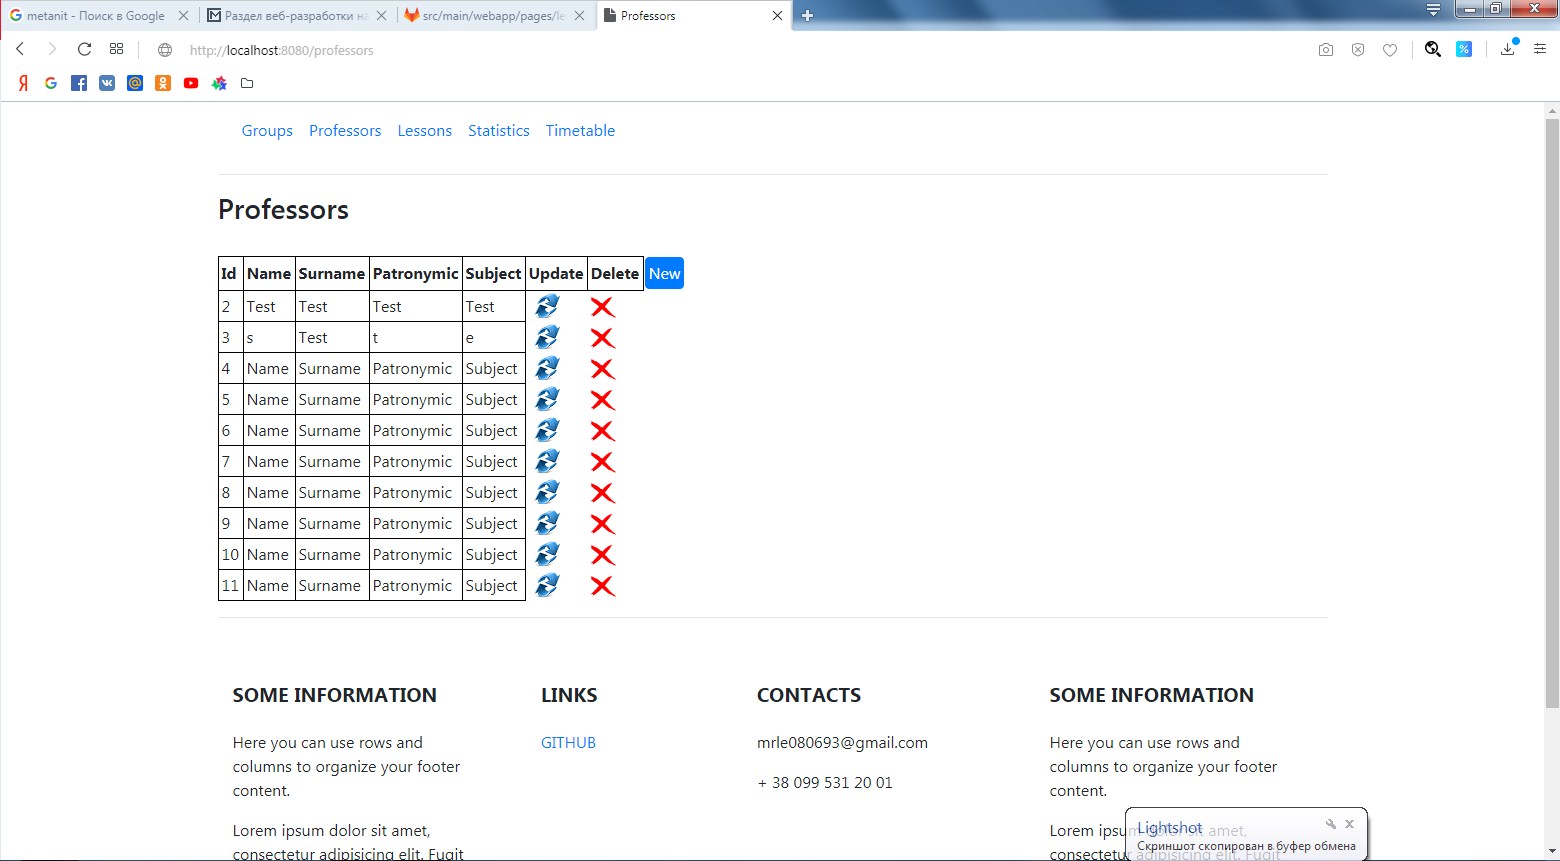 metanit - Поиск в Google
Раздел веб-разработки на
src/main/webapp/pages/le
Professors
http://localhost:8080/professors
Groups Professors Lessons Statistics Timetable
Professors
Id Name Surname Patronymic Subject Update Delete New
2 Test Test Test Test
3 s Test t e
4 Name Surname Patronymic Subject
5 Name Surname Patronymic Subject
6 Name Surname Patronymic Subject
7 Name Surname Patronymic Subject
8 Name Surname Patronymic Subject
9 Name Surname Patronymic Subject
10 Name Surname Patronymic Subject
11 Name Surname Patronymic Subject
SOME INFORMATION
Here you can use rows and
columns to organize your footer
content.
Lorem ipsum dolor sit amet,
consectetur adipisicing elit. Fugit
LINKS
GITHUB
CONTACTS
mrle080693@gmail.com
+ 38 099 531 20 01
SOME INFORMATION
Here you can use rows and
columns to organize your footer
content.
Lorem ipsum dolor sit amet,
consectetur adipisicing elit. Fugit
Lightshot
Скриншот скопирован в буфер обмена